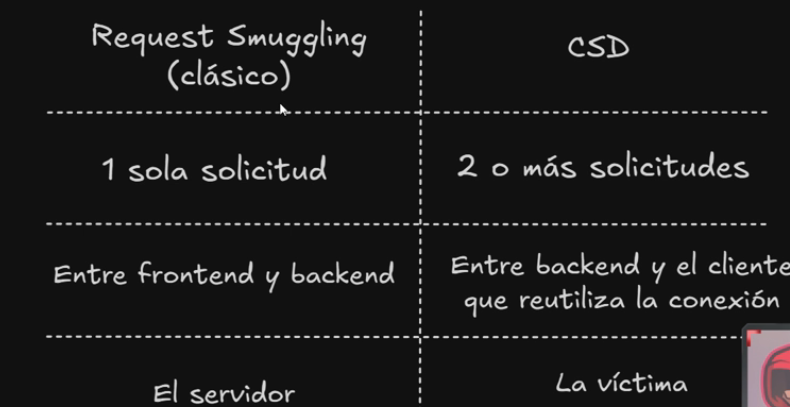 Request Smuggling
(clásico)
CSD
1 sola solicitud
2 o más solicitudes
Entre frontend y backend
Entre backend y el cliente
que reutiliza la conexión
El servidor
La víctima